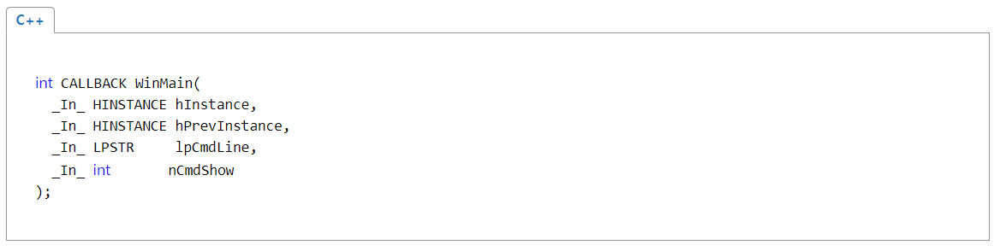 C++
int CALLBACK WinMain(
  _In_ HINSTANCE hInstance,
  _In_ HINSTANCE hPrevInstance,
  _In_ LPSTR     lpCmdLine,
  _In_ int       nCmdShow
);